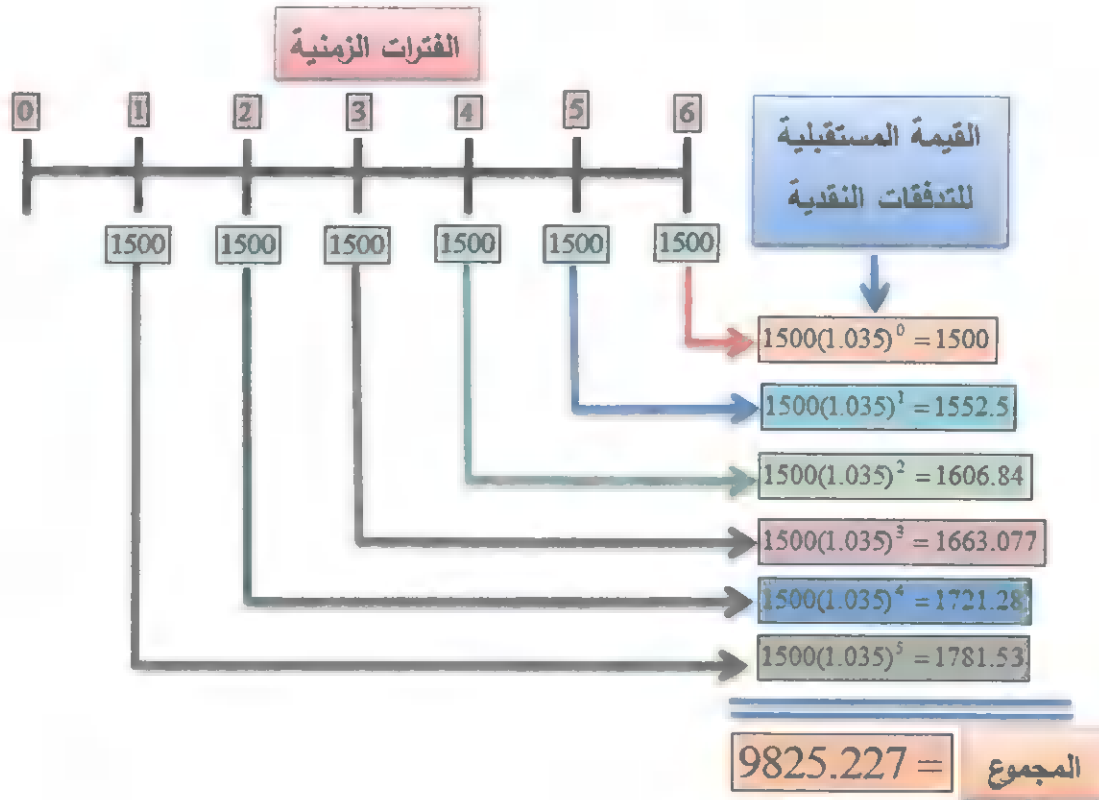 الفترات الزمنية
0 1 2 3 4 5 6
القيمة المستقبلية
للتدفقات النقدية
1500 1500 1500 1500 1500 1500
1500(1.035)^0 = 1500
1500(1.035)^1 = 1552.5
1500(1.035)^2 = 1606.84
1500(1.035)^3 = 1663.077
1500(1.035)^4 = 1721.28
1500(1.035)^5 = 1781.53
المجموع = 9825.227